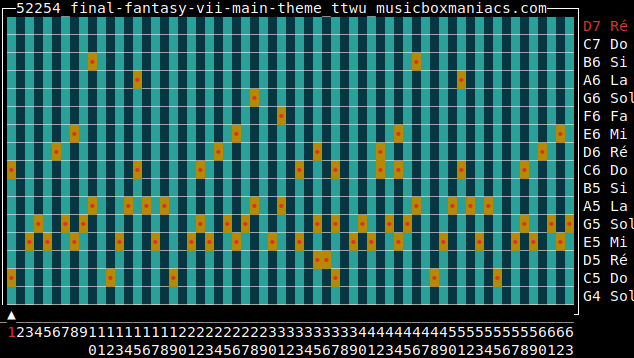 52254_final-fantasy-vii-main-theme_ttwu_musicboxmaniacs.com
D7 Ré
C7 Do
B6 Si
A6 La
G6 Sol
F6 Fa
E6 Mi
D6 Ré
C6 Do
B5 Si
A5 La
G5 Sol
E5 Mi
D5 Ré
C5 Do
G4 Sol
▲
123456789111111111122222222223333333333444444444455555555556666
012345678901234567890123456789012345678901234567890123